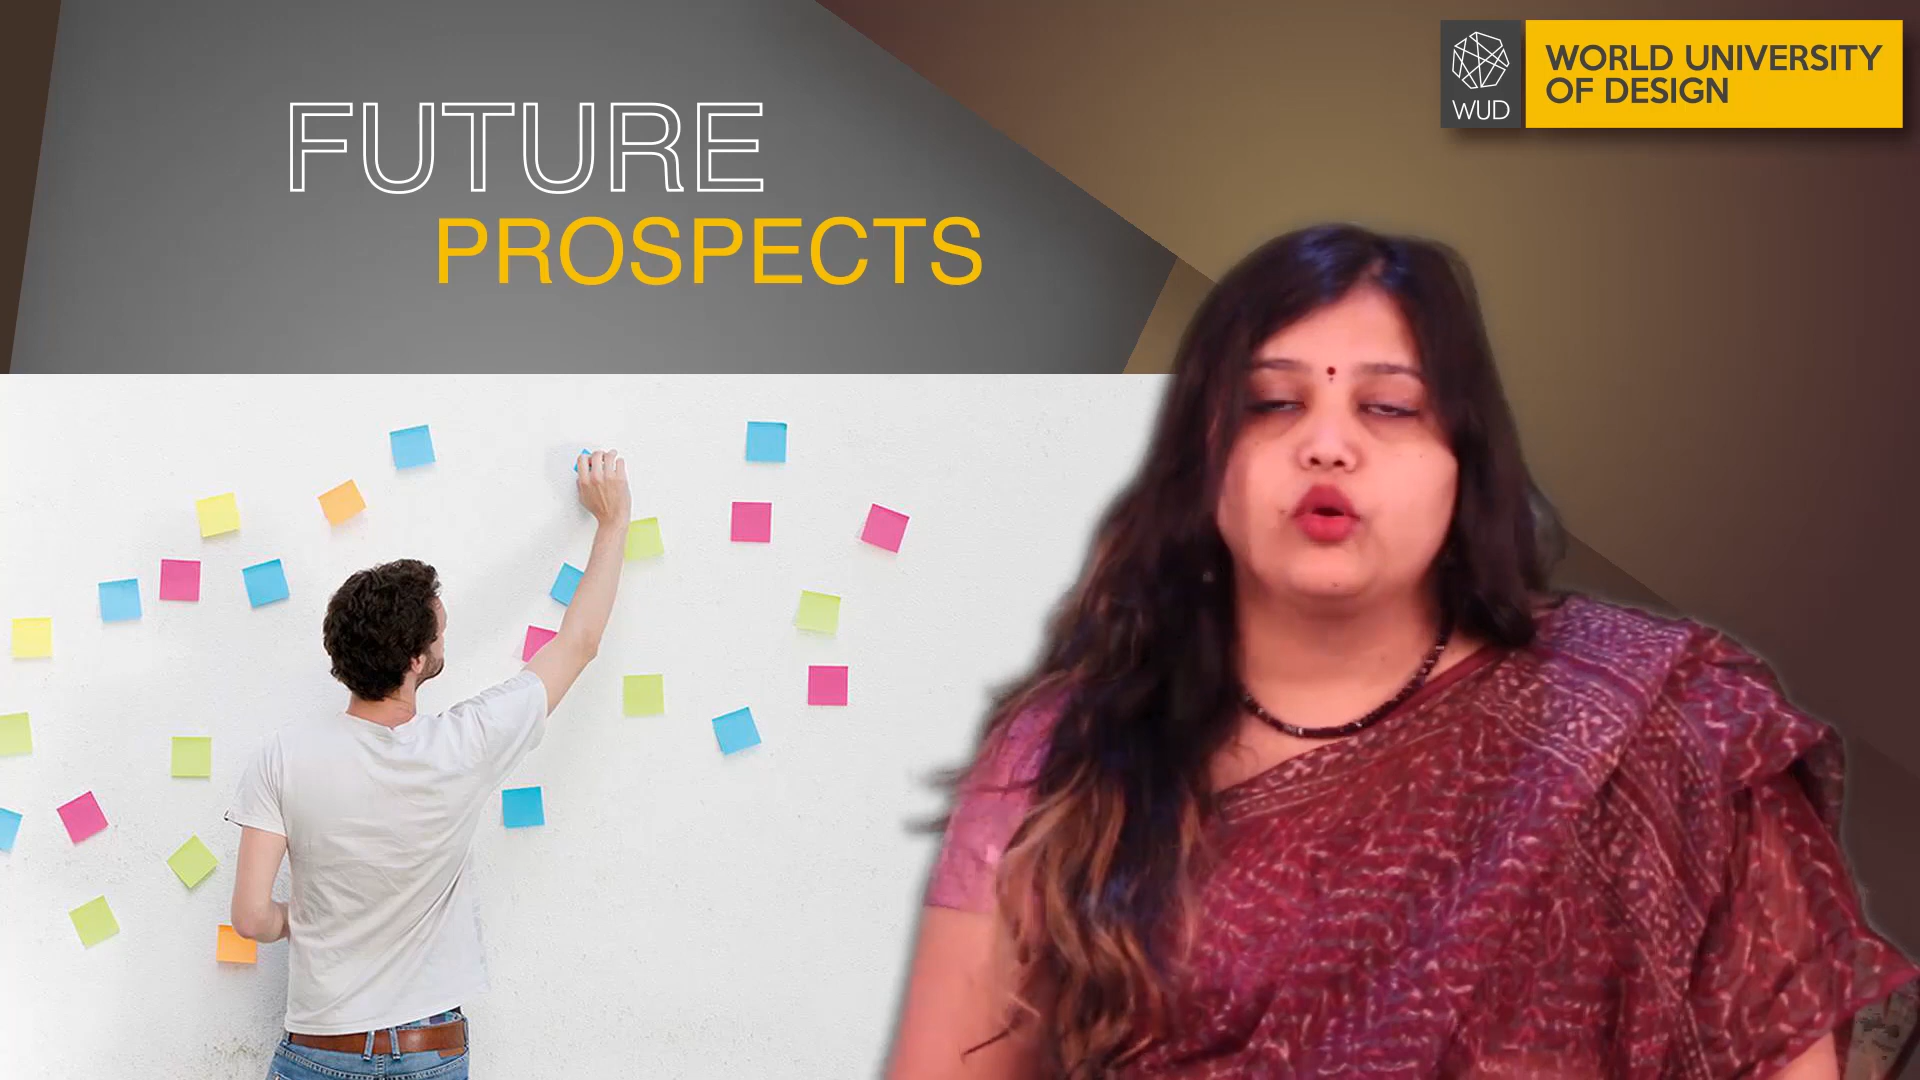 FUTURE
PROSPECTS
WORLD UNIVERSITY
OF DESIGN
WUD